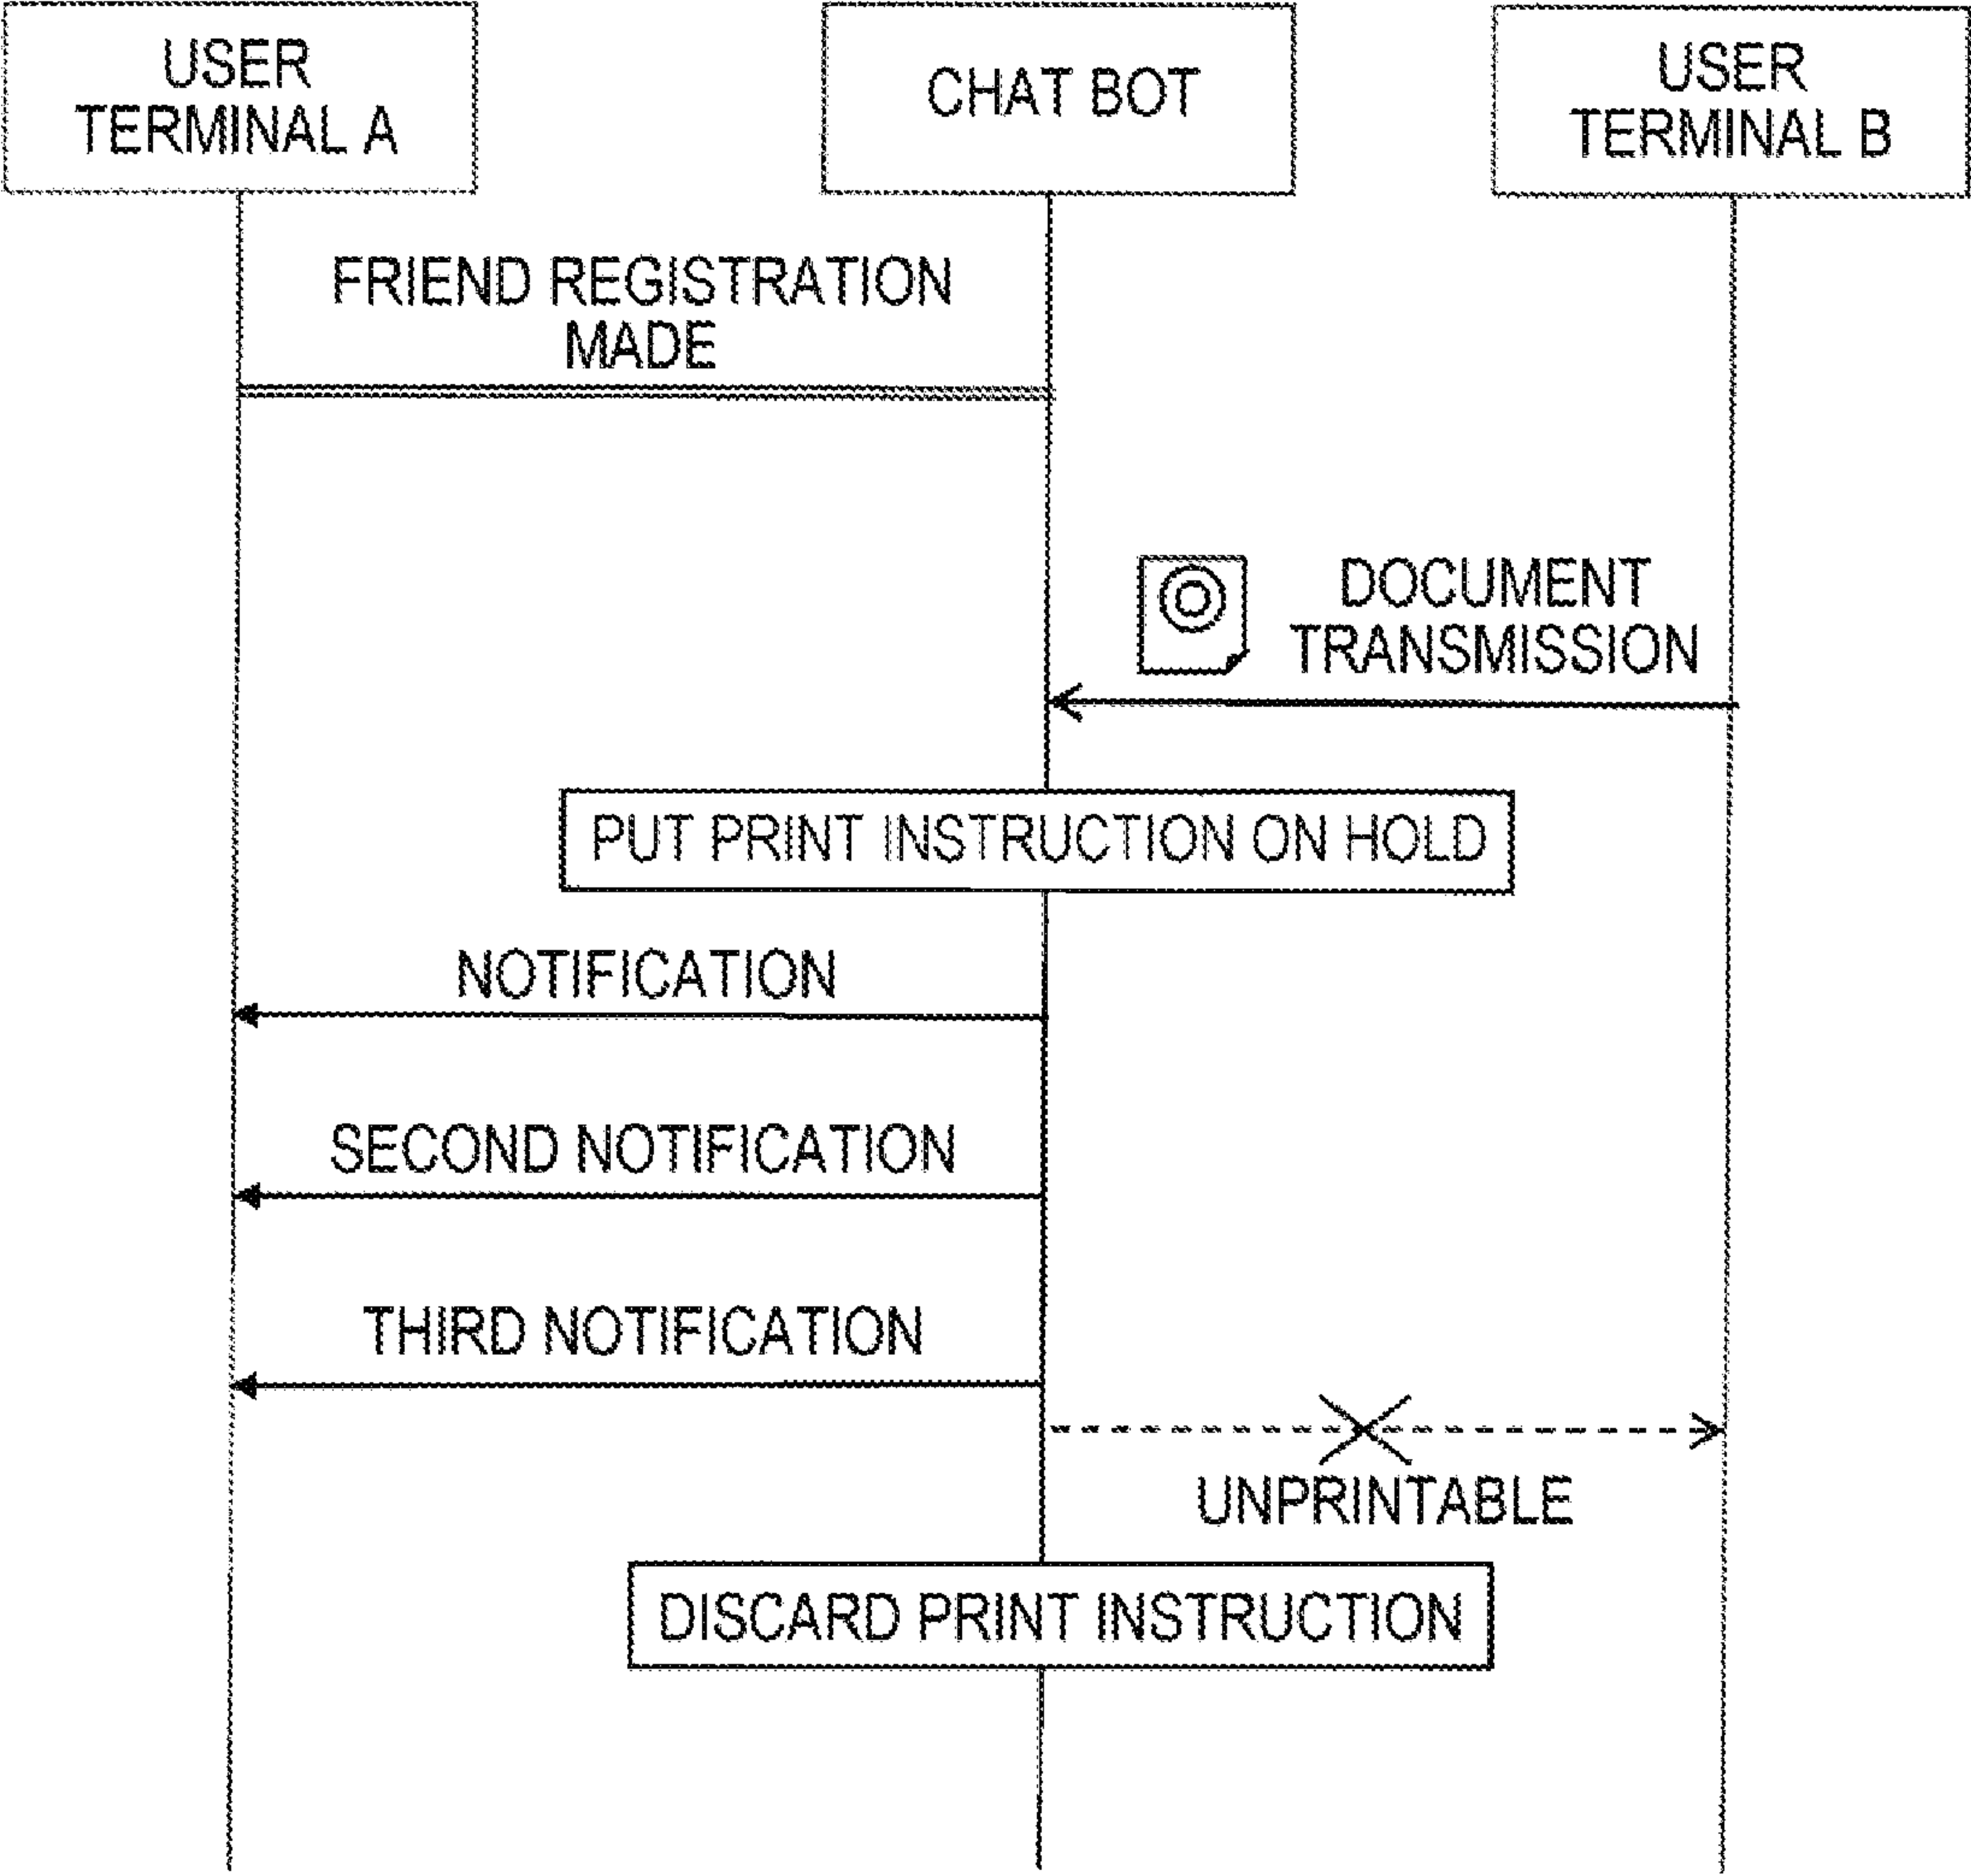 USER
TERMINAL A
CHAT BOT
USER
TERMINAL B
FRIEND REGISTRATION
MADE
DOCUMENT
TRANSMISSION
PUT PRINT INSTRUCTION ON HOLD
NOTIFICATION
SECOND NOTIFICATION
THIRD NOTIFICATION
UNPRINTABLE
DISCARD PRINT INSTRUCTION